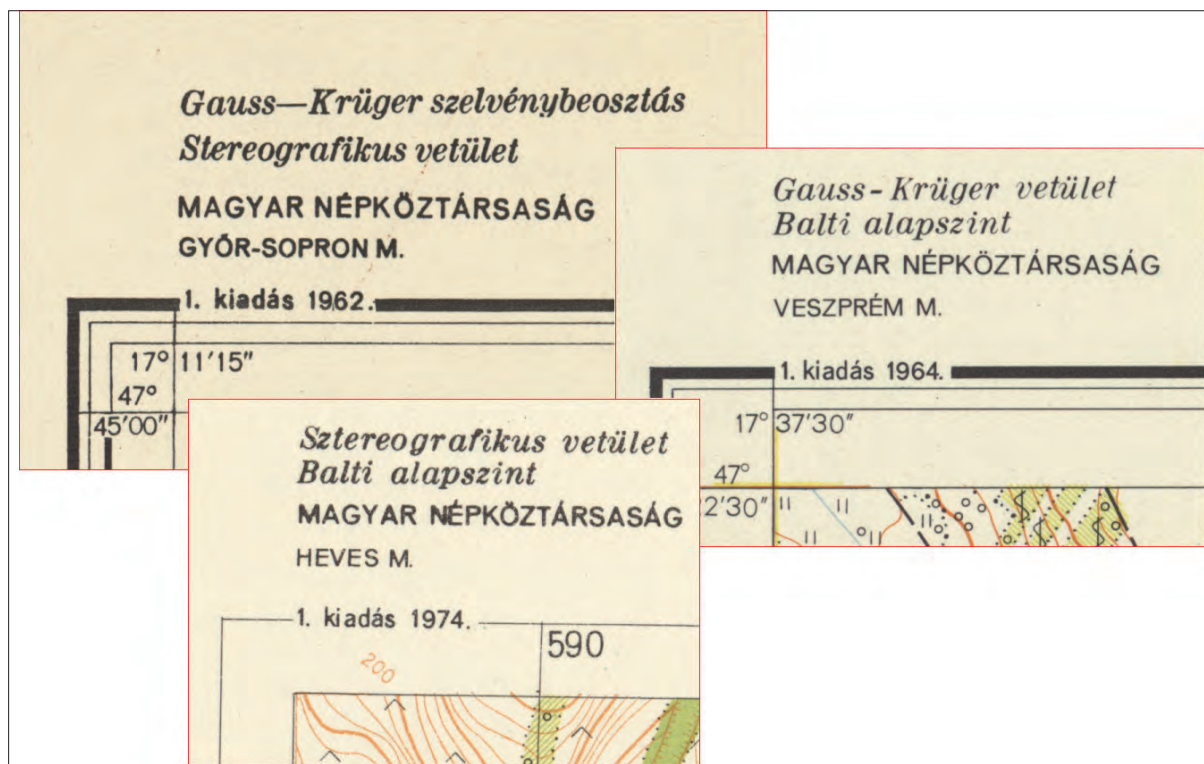 Gauss—Krüger szelvénybeosztás
Stereografikus vetület
MAGYAR NÉPKÖZTÁRSASÁG
GYŐR-SOPRON M.
1. kiadás 1962.
17° 11'15"
47°
45'00"
Gauss-Krüger vetület
Balti alapszint
MAGYAR NÉPKÖZTÁRSASÁG
VESZPRÉM M.
1. kiadás 1964.
17° 37'30"
47°
22'30"
Sztereografikus vetület
Balti alapszint
MAGYAR NÉPKÖZTÁRSASÁG
HEVES M.
1. kiadás 1974.
590
200